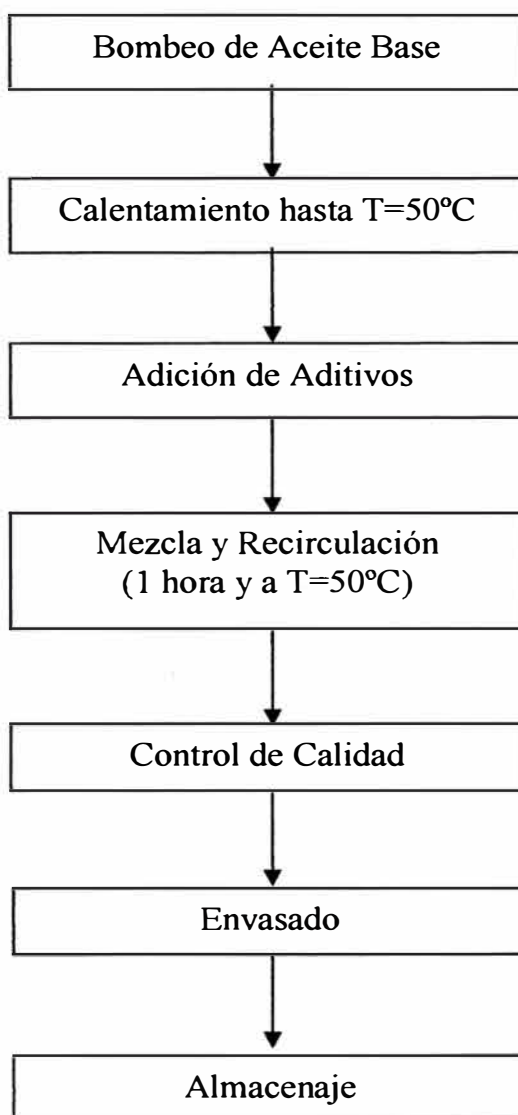 Bombeo de Aceite Base
Calentamiento hasta T=50ºC
Adición de Aditivos
Mezcla y Recirculación
(1 hora y a T=50ºC)
Control de Calidad
Envasado
Almacenaje